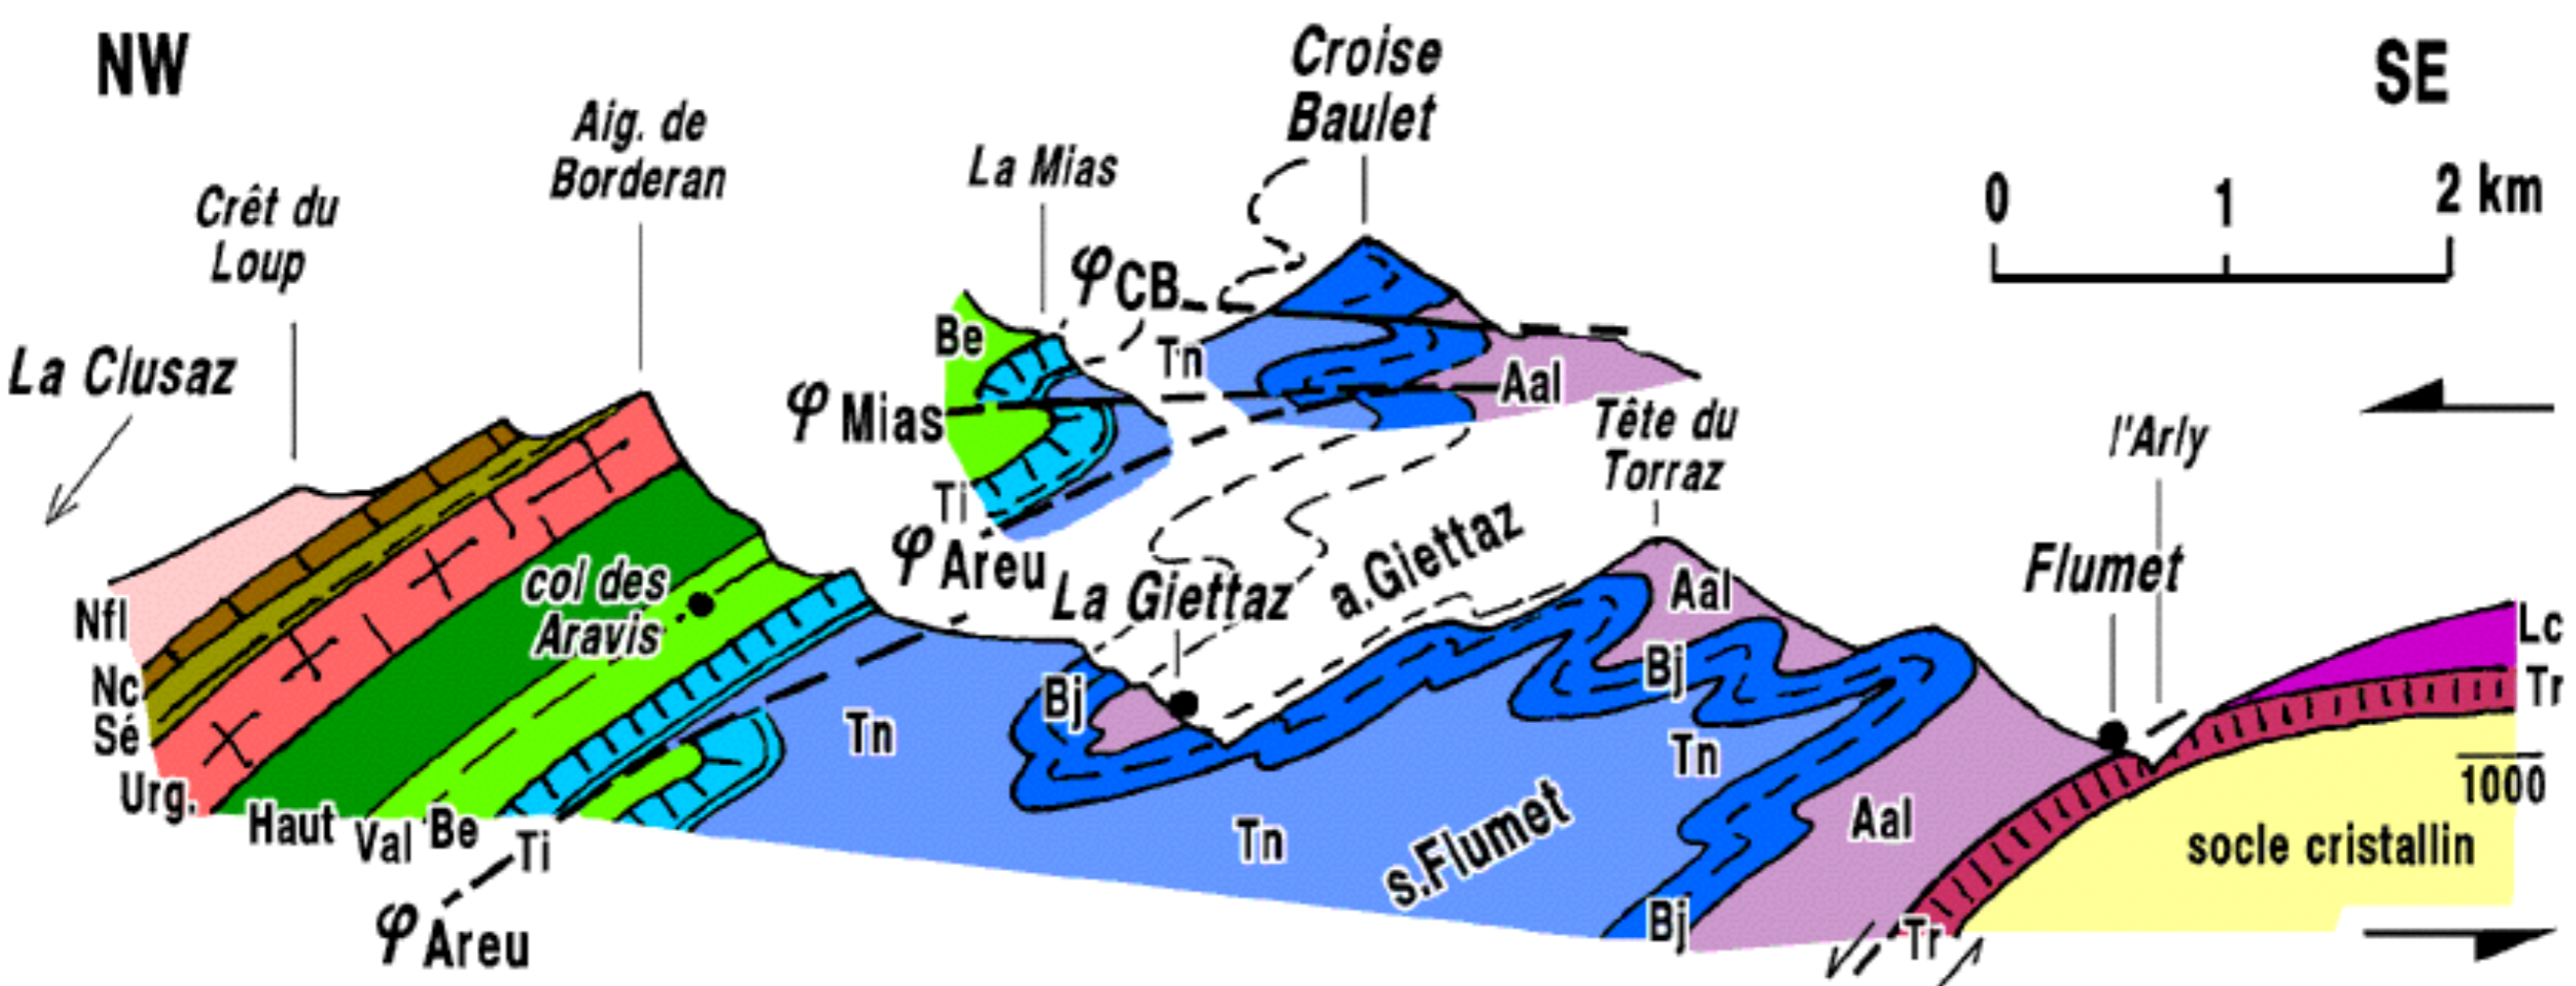 NW
SE
Croise
Baulet
Aig. de
Borderan
La Mias
Crêt du
Loup
0 1 2 km
La Clusaz
φCB
Be
Tn
Aal
φ Mias
Tête du
Torraz
l'Arly
Ti
φ Areu
a.Giettaz
La Giettaz
Flumet
col des
Aravis
Aal
Nfl
Lc
Bj
Bj
Tr
Nc
Sé
Tn
Tn
1000
Urg.
Haut
Val
Be
Ti
Tn
s.Flumet
Aal
socle cristallin
φ Areu
Bj
Tr